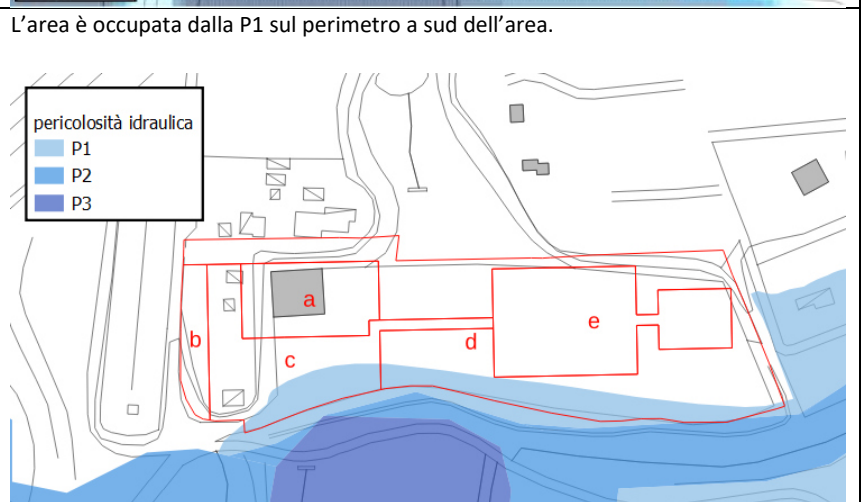 L’area è occupata dalla P1 sul perimetro a sud dell’area.
pericolosità idraulica
P1
P2
P3
a
b
c
d
e